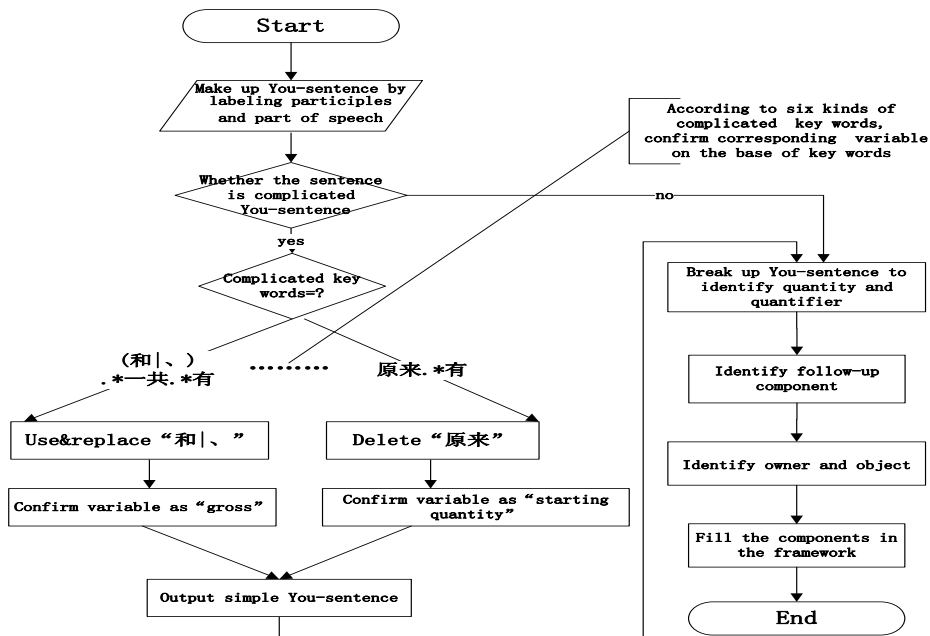 Start
Make up You-sentence by
labeling participles
and part of speech
According to six kinds of
complicated key words,
confirm corresponding variable
on the base of key words
Whether the sentence
is complicated
You-sentence
no
yes
Complicated key
words=?
Break up You-sentence to
identify quantity and
quantifier
(和|、)
.*一共.*有
………
原来.*有
Identify follow-up
component
Use&replace“和|、”
Delete“原来”
Identify owner and object
Confirm variable as“gross”
Confirm variable as“starting
quantity”
Fill the components in
the framework
Output simple You-sentence
End